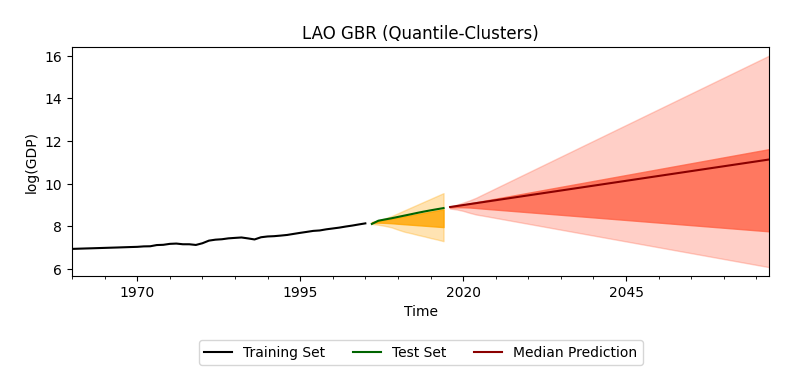 LAO GBR (Quantile-Clusters)
16
14
12
10
8
6
log(GDP)
1970 1995 2020 2045
Time
Training Set Test Set Median Prediction